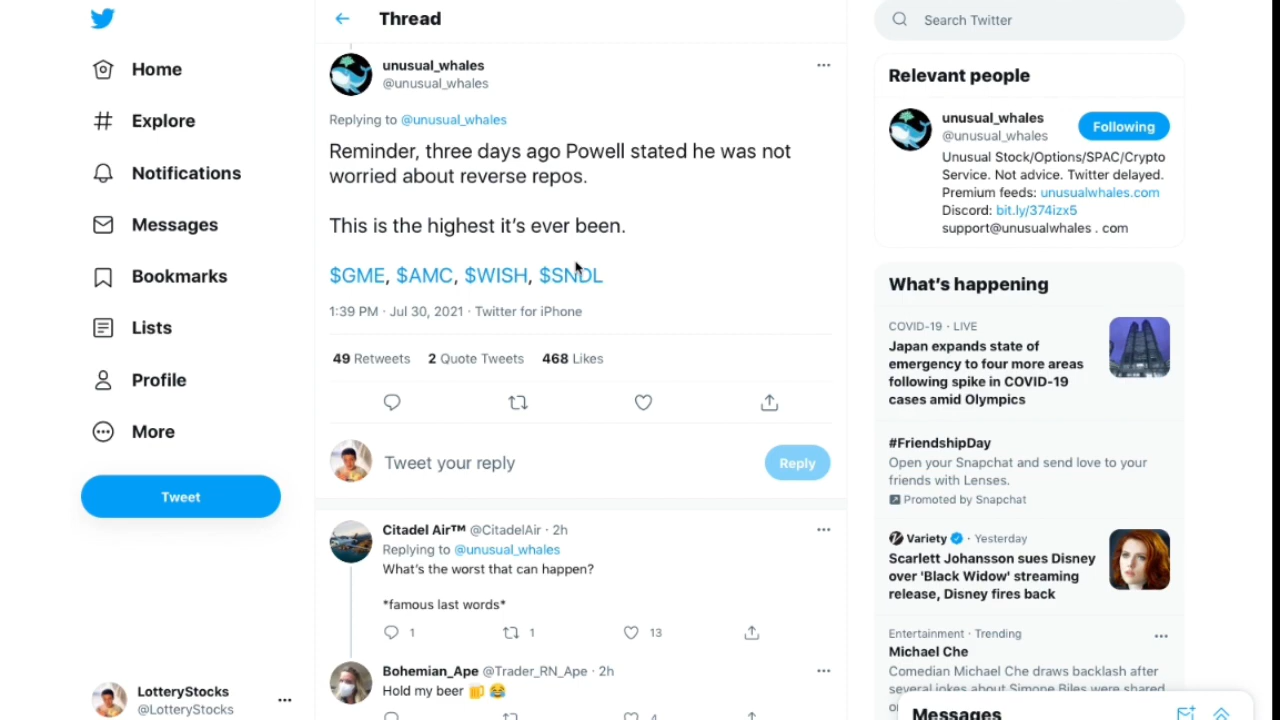 Home
Explore
Notifications
Messages
Bookmarks
Lists
Profile
More
Tweet
LotteryStocks
@LotteryStocks
Thread
unusual_whales
@unusual_whales
Replying to @unusual_whales
Reminder, three days ago Powell stated he was not
worried about reverse repos.
This is the highest it’s ever been.
$GME, $AMC, $WISH, $SNDL
1:39 PM · Jul 30, 2021 · Twitter for iPhone
49 Retweets 2 Quote Tweets 468 Likes
Tweet your reply
Reply
Citadel Air™ @CitadelAir · 2h
Replying to @unusual_whales
What's the worst that can happen?
*famous last words*
1 1 13
Bohemian_Ape @Trader_RN_Ape · 2h
Hold my beer 🍺 😂
4
Search Twitter
Relevant people
unusual_whales
@unusual_whales
Following
Unusual Stock/Options/SPAC/Crypto
Service. Not advice. Twitter delayed.
Premium feeds: unusualwhales.com
Discord: bit.ly/374izx5
support@unusualwhales . com
What’s happening
COVID-19 · LIVE
Japan expands state of
emergency to four more areas
following spike in COVID-19
cases amid Olympics
#FriendshipDay
Open your Snapchat and send love to your
friends with Lenses.
Promoted by Snapchat
Variety · Yesterday
Scarlett Johansson sues Disney
over 'Black Widow' streaming
release, Disney fires back
Entertainment · Trending
Michael Che
Comedian Michael Che draws backlash after
several jokes about Simone Biles were shared
Messages